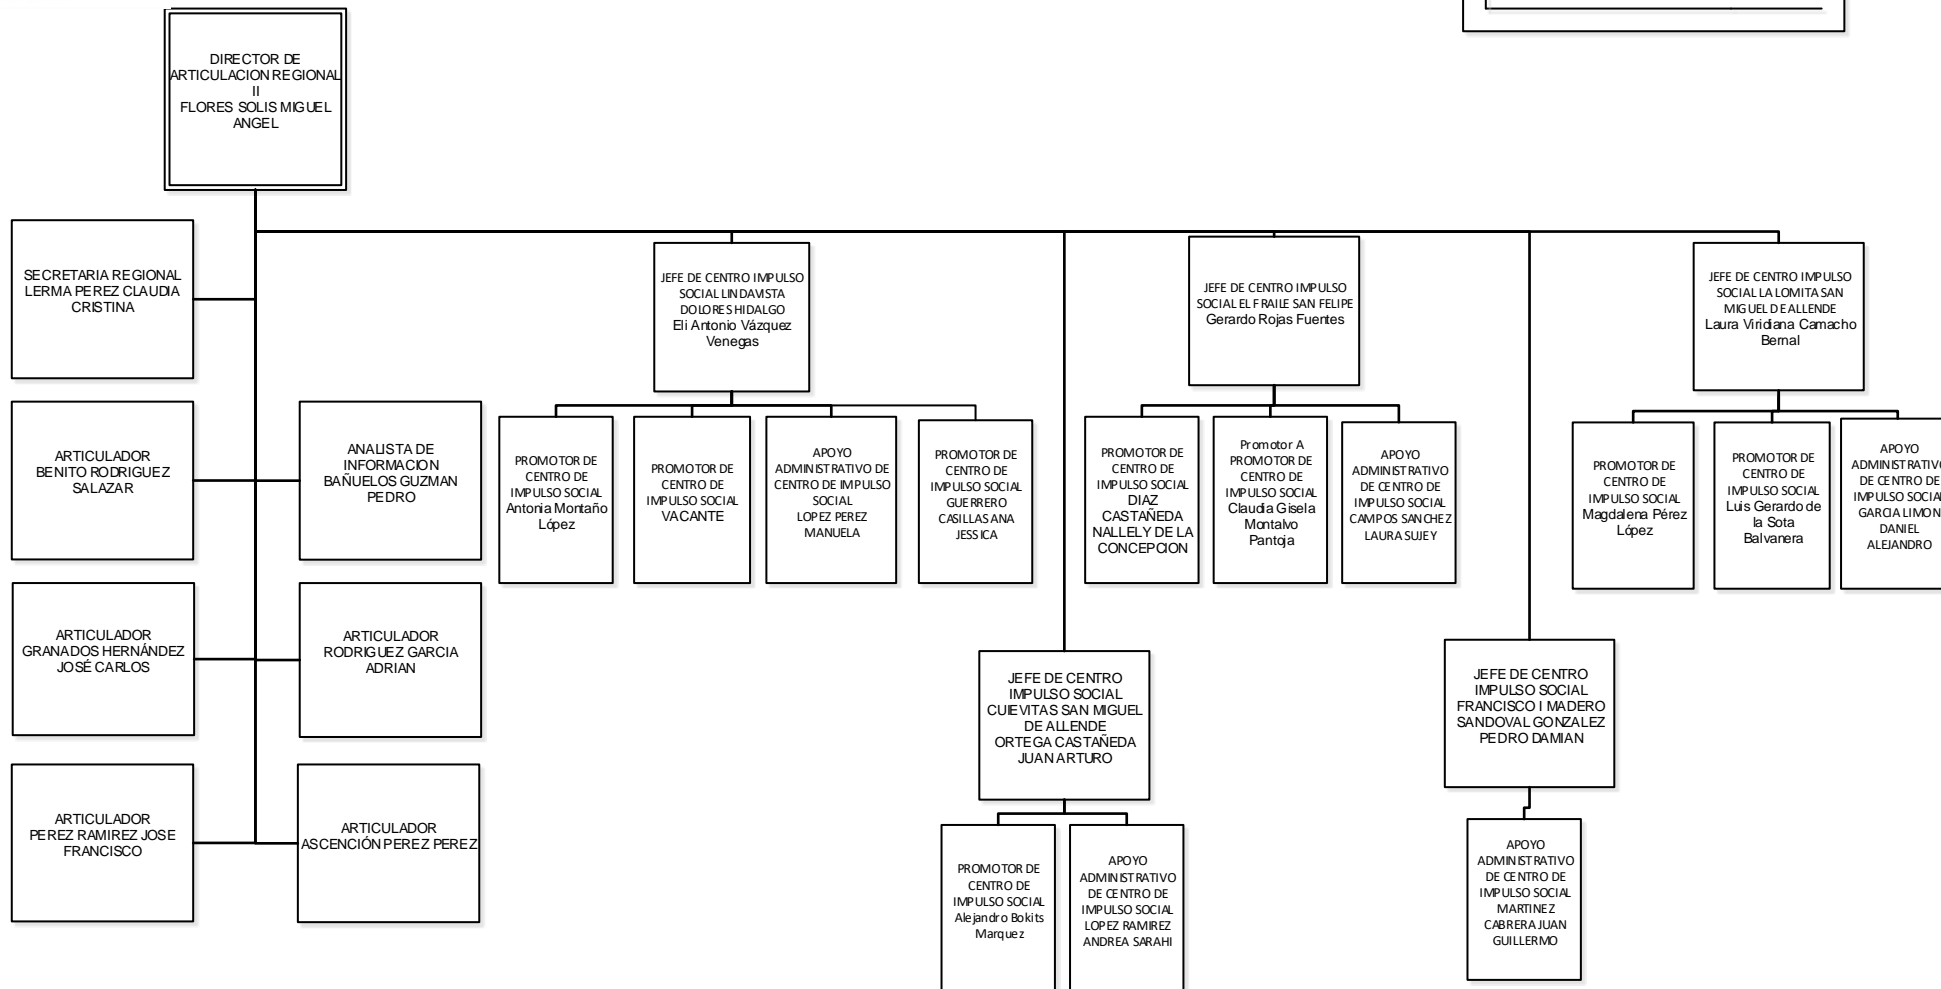 DIRECTOR DE
ARTICULACION REGIONAL
II
FLORES SOLIS MIGUEL
ANGEL
SECRETARIA REGIONAL
LERMA PEREZ CLAUDIA
CRISTINA
ARTICULADOR
BENITO RODRIGUEZ
SALAZAR
ANALISTA DE
INFORMACION
BAÑUELOS GUZMAN
PEDRO
ARTICULADOR
GRANADOS HERNÁNDEZ
JOSÉ CARLOS
ARTICULADOR
RODRIGUEZ GARCIA
ADRIAN
ARTICULADOR
PEREZ RAMIREZ JOSE
FRANCISCO
ARTICULADOR
ASCENCIÓN PEREZ PEREZ
JEFE DE CENTRO IMPULSO
SOCIAL LINDAVISTA
DOLORES HIDALGO
Eli Antonio Vázquez
Venegas
PROMOTOR DE
CENTRO DE
IMPULSO SOCIAL
Antonia Montaño
López
PROMOTOR DE
CENTRO DE
IMPULSO SOCIAL
VACANTE
APOYO
ADMINISTRATIVO DE
CENTRO DE IMPULSO
SOCIAL
LOPEZ PEREZ
MANUELA
PROMOTOR DE
CENTRO DE
IMPULSO SOCIAL
GUERRERO
CASILLAS ANA
JESSICA
JEFE DE CENTRO
IMPULSO SOCIAL
CUIEVITAS SAN MIGUEL
DE ALLENDE
ORTEGA CASTAÑEDA
JUAN ARTURO
PROMOTOR DE
CENTRO DE
IMPULSO SOCIAL
Alejandro Bokits
Marquez
APOYO
ADMINISTRATIVO
DE CENTRO DE
IMPULSO SOCIAL
LOPEZ RAMIREZ
ANDREA SARAHI
JEFE DE CENTRO IMPULSO
SOCIAL EL FRAILE SAN FELIPE
Gerardo Rojas Fuentes
PROMOTOR DE
CENTRO DE
IMPULSO SOCIAL
DIAZ
CASTAÑEDA
NALLELY DE LA
CONCEPCION
Promotor A
PROMOTOR DE
CENTRO DE
IMPULSO SOCIAL
Claudia Gisela
Montalvo
Pantoja
APOYO
ADMINISTRATIVO
DE CENTRO DE
IMPULSO SOCIAL
CAMPOS SANCHEZ
LAURA SUJEY
JEFE DE CENTRO
IMPULSO SOCIAL
FRANCISCO I MADERO
SANDOVAL GONZALEZ
PEDRO DAMIAN
APOYO
ADMINISTRATIVO
DE CENTRO DE
IMPULSO SOCIAL
MARTINEZ
CABRERA JUAN
GUILLERMO
JEFE DE CENTRO IMPULSO
SOCIAL LA LOMITA SAN
MIGUEL DE ALLENDE
Laura Viridiana Camacho
Bernal
PROMOTOR DE
CENTRO DE
IMPULSO SOCIAL
Magdalena Pérez
López
PROMOTOR DE
CENTRO DE
IMPULSO SOCIAL
Luis Gerardo de
la Sota
Balvanera
APOYO
ADMINISTRATIVO
DE CENTRO DE
IMPULSO SOCIAL
GARCIA LIMON
DANIEL
ALEJANDRO